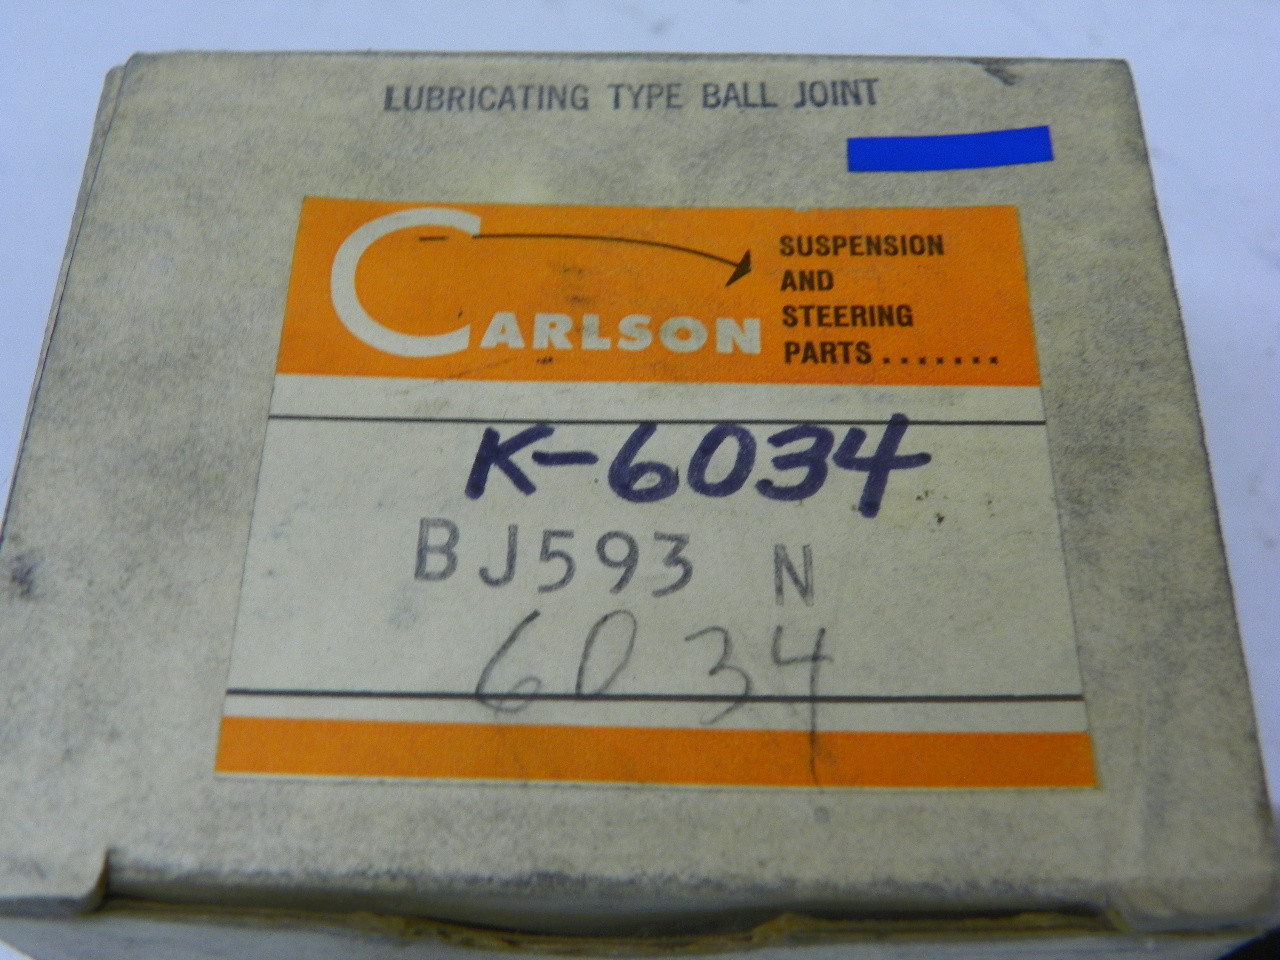 LUBRICATING TYPE BALL JOINT
CARLSON
SUSPENSION
AND
STEERING
PARTS.......
K-6034
BJ593 N
6034